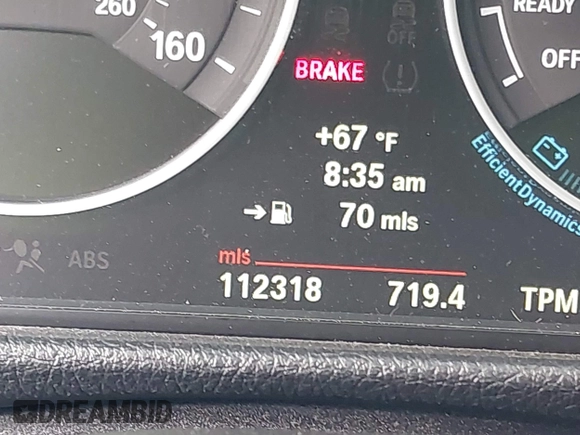 260
160
OFF
READY
OFF
BRAKE
+67 °F
8:35 am
EfficientDynamics
70 mls
ABS
mls
112318 719.4
TPM
DREAMBID